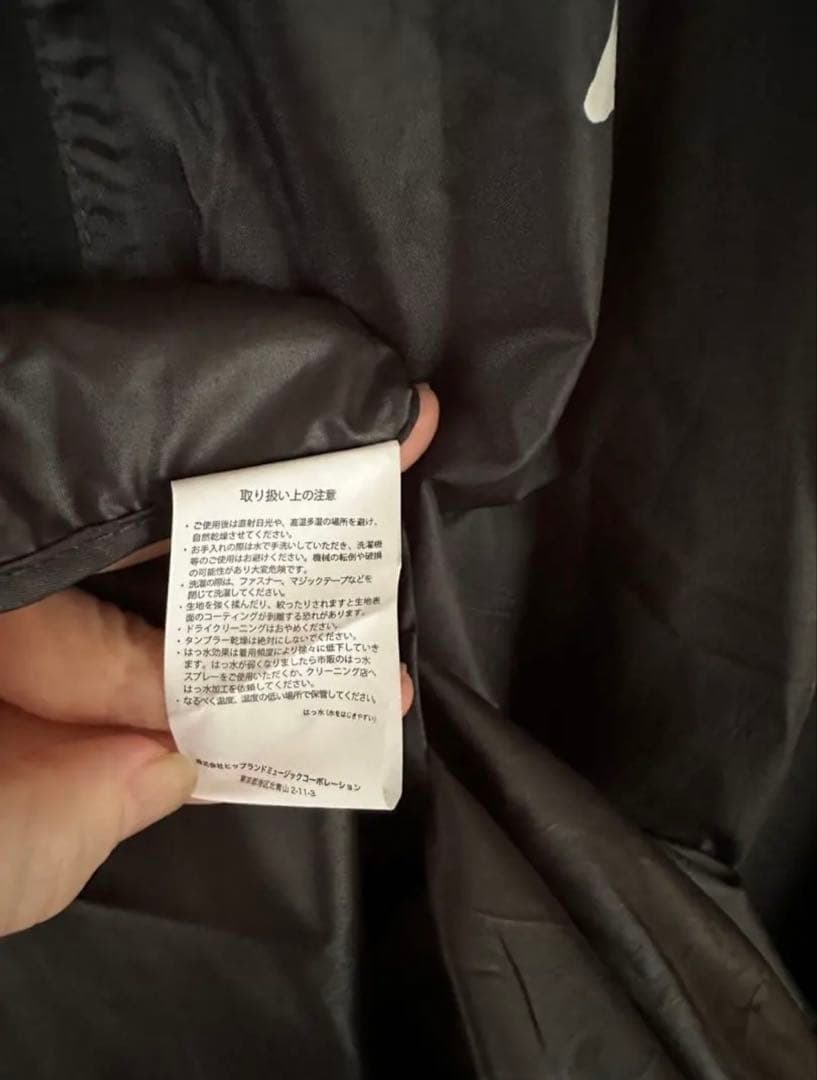 取り扱い上の注意
・ご使用後は直射日光や、高温多湿の場所を避け、
自然乾燥させてください。
・お手入れの際は水で手洗いしていただき、洗濯機
等のご使用はお避けください。機械の転倒や破損
の可能性があり大変危険です。
・洗濯の際は、ファスナー、マジックテープなどを
閉じて洗濯してください。
・生地を強く揉んだり、絞ったりされますと生地表
面のコーティングが剥離する恐れがあります。
・ドライクリーニングはおやめください。
・タンブラー乾燥は絶対にしないでください。
・はっ水効果は着用頻度により徐々に低下していき
ます。はっ水が弱くなりましたら市販のはっ水
スプレーをご使用いただくか、クリーニング店へ
はっ水加工を依頼してください。
・なるべく温度、湿度の低い場所で保管してください。
はっ水（水をはじきやすい）
株式会社ヒップランドミュージックコーポレーション
東京都港区北青山 2-11-3